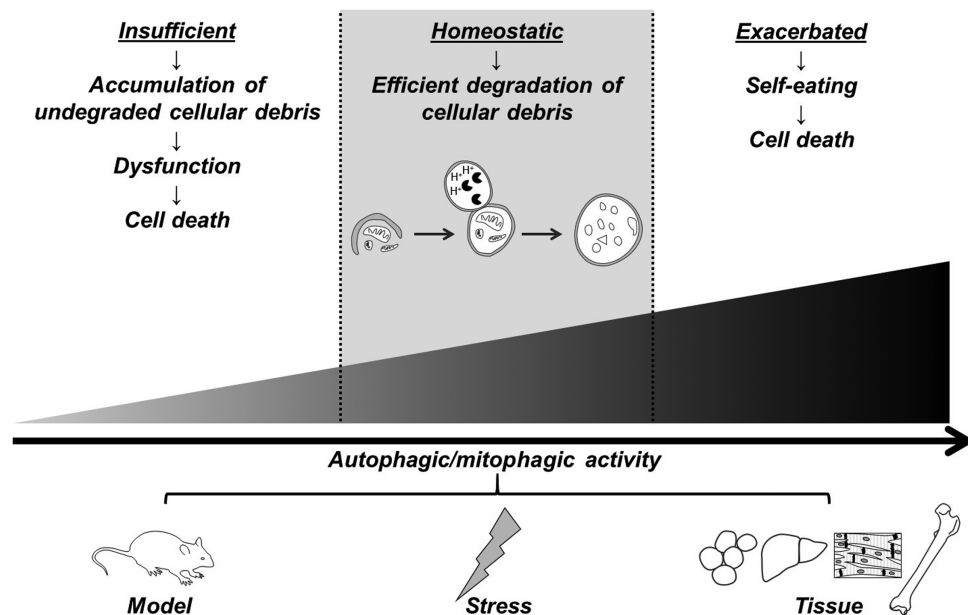 Insufficient
↓
Accumulation of
undegraded cellular debris
↓
Dysfunction
↓
Cell death
Homeostatic
↓
Efficient degradation of
cellular debris
H+ H+
H+
Exacerbated
↓
Self-eating
↓
Cell death
Autophagic/mitophagic activity
Model
Stress
Tissue